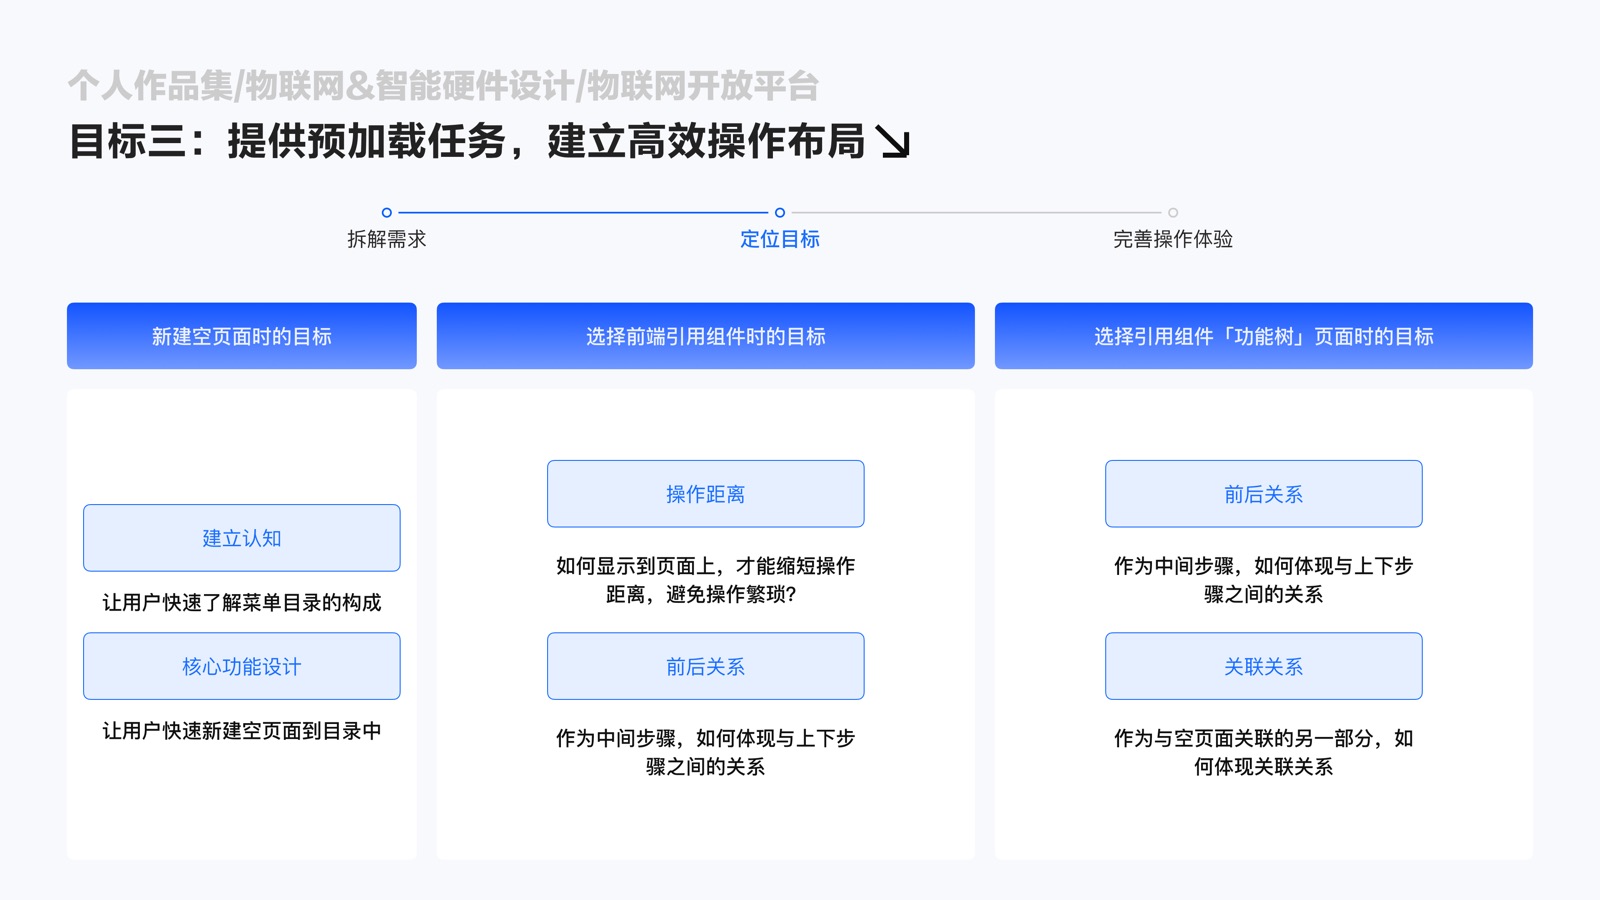 个人作品集/物联网&智能硬件设计/物联网开放平台
目标三：提供预加载任务，建立高效操作布局
拆解需求
定位目标
完善操作体验
新建空页面时的目标
建立认知
让用户快速了解菜单目录的构成
核心功能设计
让用户快速新建空页面到目录中
选择前端引用组件时的目标
操作距离
如何显示到页面上，才能缩短操作
距离，避免操作繁琐？
前后关系
作为中间步骤，如何体现与上下步
骤之间的关系
选择引用组件「功能树」页面时的目标
前后关系
作为中间步骤，如何体现与上下步
骤之间的关系
关联关系
作为与空页面关联的另一部分，如
何体现关联关系